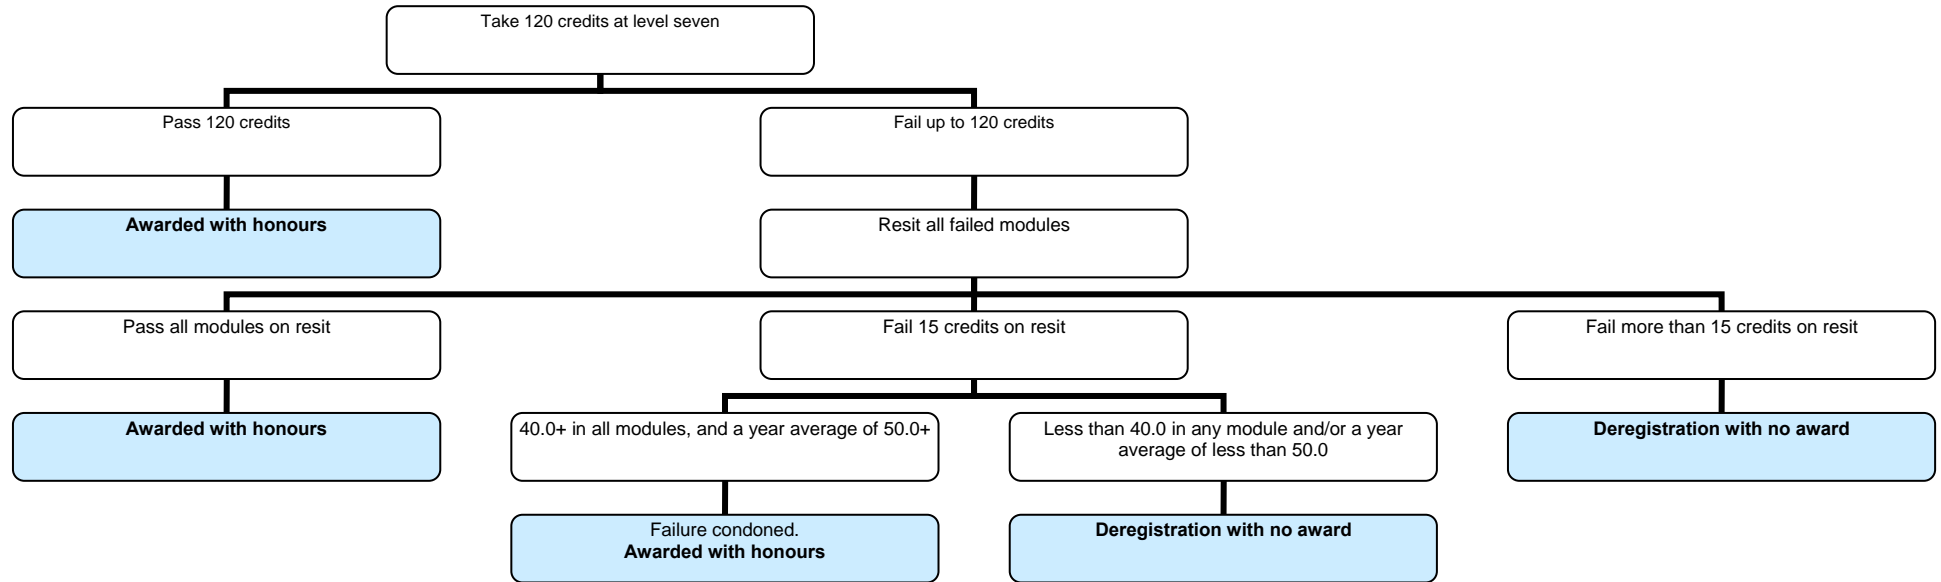 Take 120 credits at level seven
Pass 120 credits
Fail up to 120 credits
Awarded with honours
Resit all failed modules
Pass all modules on resit
Fail 15 credits on resit
Fail more than 15 credits on resit
Awarded with honours
40.0+ in all modules, and a year average of 50.0+
Less than 40.0 in any module and/or a year
average of less than 50.0
Deregistration with no award
Failure condoned.
Awarded with honours
Deregistration with no award